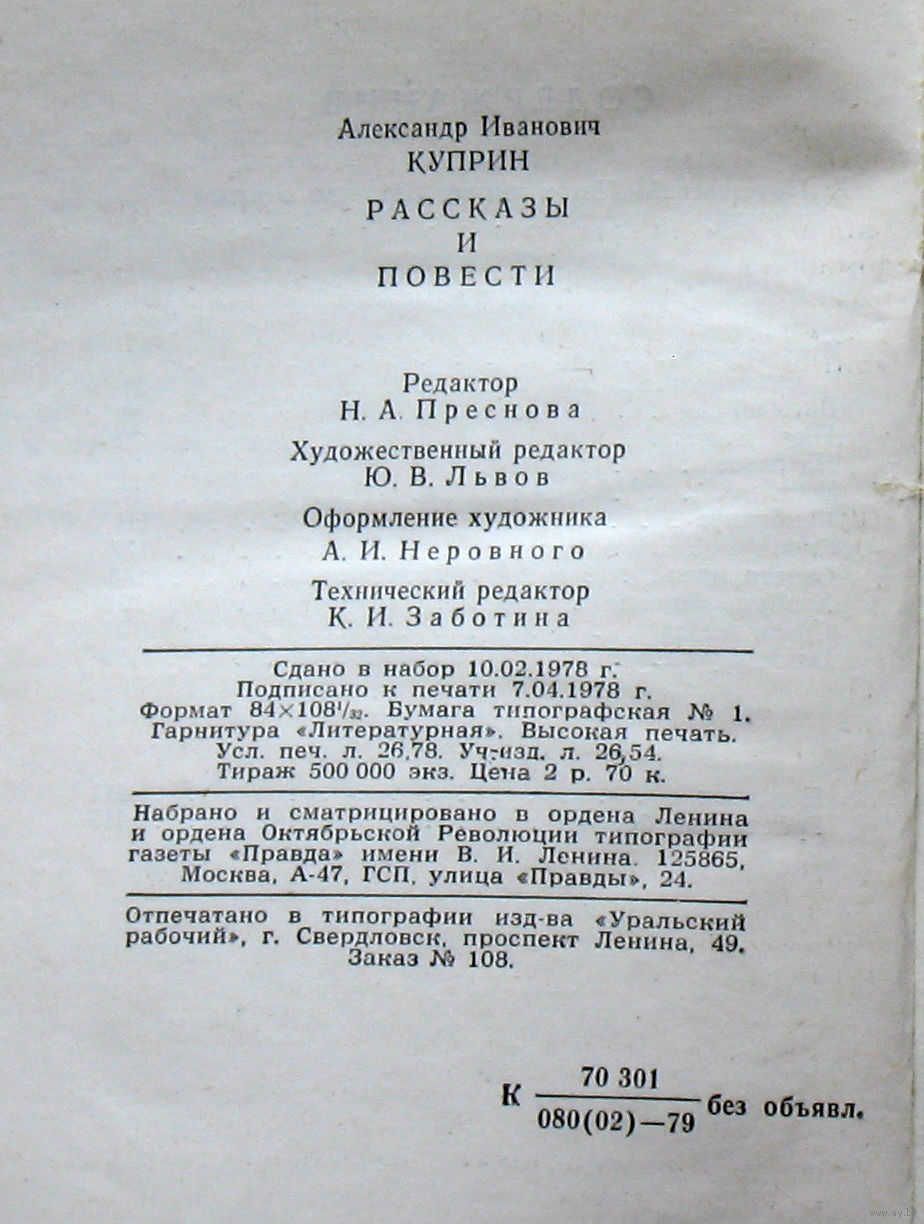 Александр Иванович
КУПРИН
РАССКАЗЫ
И
ПОВЕСТИ
Редактор
Н. А. Преснова
Художественный редактор
Ю. В. Львов
Оформление художника
А. И. Неровного
Технический редактор
К. И. Заботина
Сдано в набор 10.02.1978 г.
Подписано к печати 7.04.1978 г.
Формат 84×108¹/₃₂. Бумага типографская № 1.
Гарнитура «Литературная». Высокая печать.
Усл. печ. л. 26,78. Уч-изд. л. 26,54.
Тираж 500 000 экз. Цена 2 р. 70 к.
Набрано и сматрицировано в ордена Ленина
и ордена Октябрьской Революции типографии
газеты «Правда» имени В. И. Ленина. 125865,
Москва, А-47, ГСП, улица «Правды», 24.
Отпечатано в типографии изд-ва «Уральский
рабочий», г. Свердловск, проспект Ленина, 49.
Заказ № 108.
70 301
К
080(02)—79
без объявл.